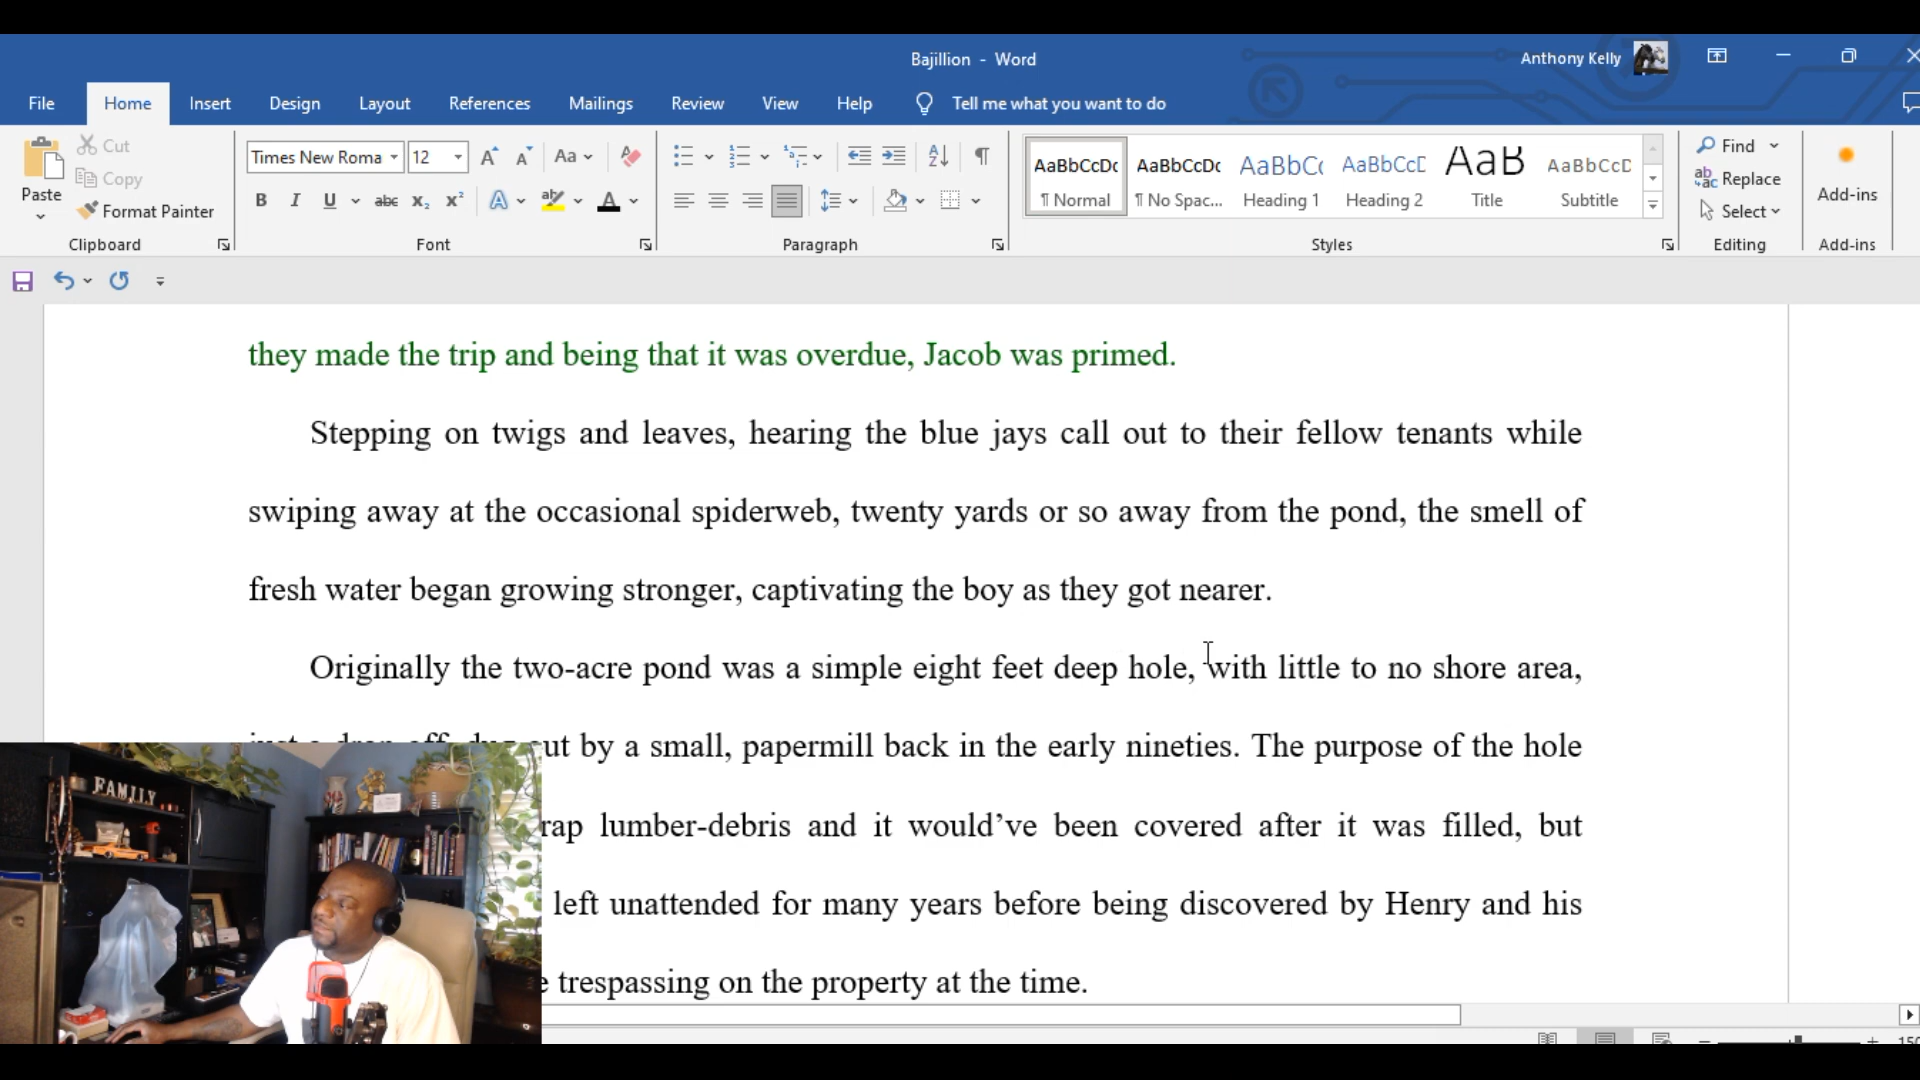 Bajillion - Word
Anthony Kelly
File Home Insert Design Layout References Mailings Review View Help Tell me what you want to do
Paste
Cut
Copy
Format Painter
Clipboard
Times New Roma 12
Font
Paragraph
AaBbCcDc AaBbCcDc AaBbC AaBbCcD AaB AaBbCcD
¶ Normal ¶ No Spac... Heading 1 Heading 2 Title Subtitle
Styles
Find
Replace
Select
Editing
Add-ins
Add-ins
they made the trip and being that it was overdue, Jacob was primed.
Stepping on twigs and leaves, hearing the blue jays call out to their fellow tenants while
swiping away at the occasional spiderweb, twenty yards or so away from the pond, the smell of
fresh water began growing stronger, captivating the boy as they got nearer.
Originally the two-acre pond was a simple eight feet deep hole, with little to no shore area,
by a small, papermill back in the early nineties. The purpose of the hole
lumber-debris and it would’ve been covered after it was filled, but
left unattended for many years before being discovered by Henry and his
trespassing on the property at the time.
FAMILY